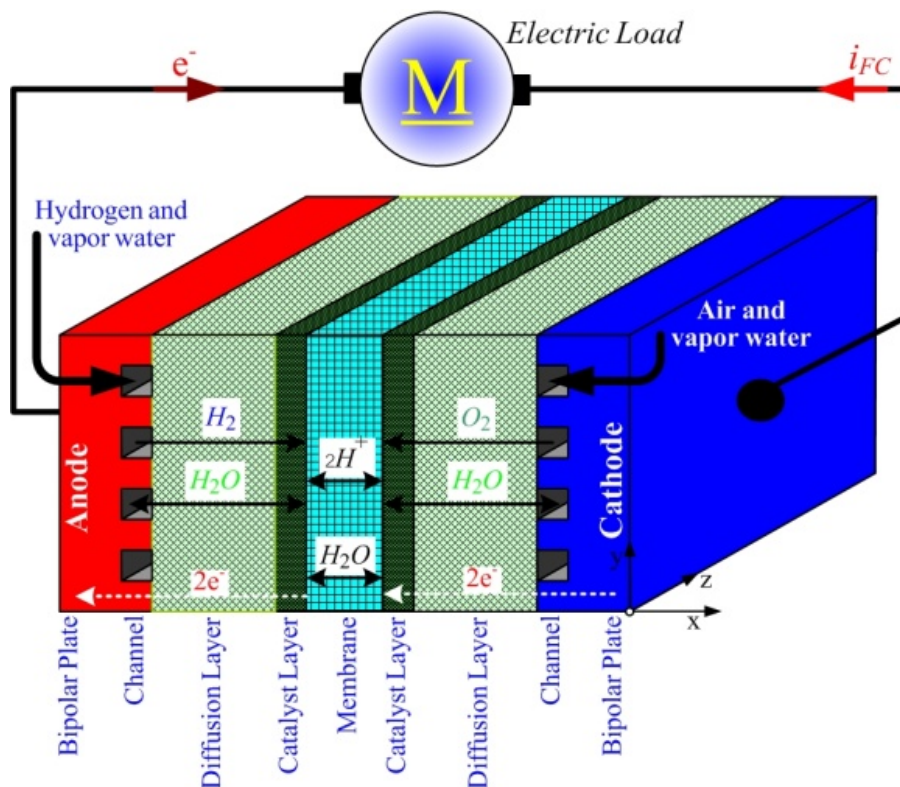 Electric Load
e-
M
iFC
Hydrogen and
vapor water
Air and
vapor water
H2
O2
2H+
H2O
H2O
H2O
Anode
Cathode
2e-
2e-
y
z
x
Bipolar Plate
Channel
Diffusion Layer
Catalyst Layer
Membrane
Catalyst Layer
Diffusion Layer
Channel
Bipolar Plate